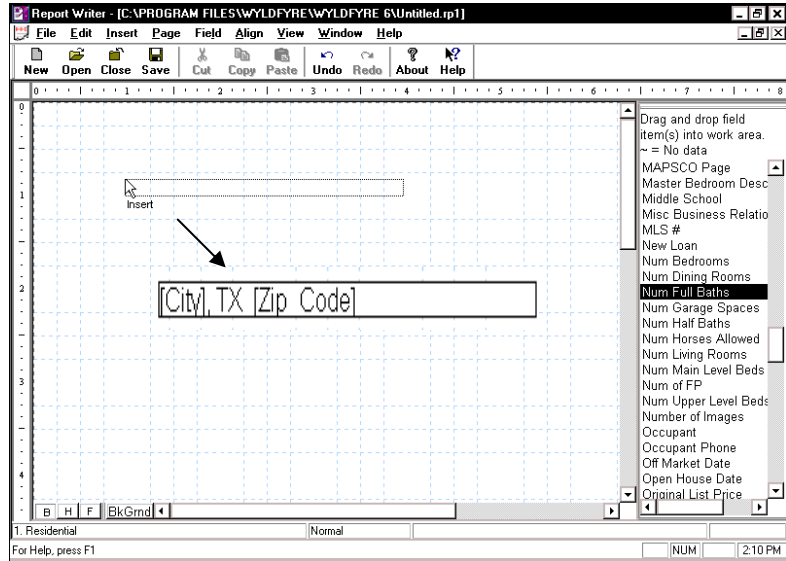 Report Writer - [C:\PROGRAM FILES\WYLDFYRE\WYLDFYRE 6\Untitled.rp1]
File Edit Insert Page Field Align View Window Help
New Open Close Save Cut Copy Paste Undo Redo About Help
0 1 2 3 4 5 6 7 8
0
1
2
3
4
Insert
[City], TX [Zip Code]
Drag and drop field
item(s) into work area.
~ = No data
MAPSCO Page
Master Bedroom Desc
Middle School
Misc Business Relatio
MLS #
New Loan
Num Bedrooms
Num Dining Rooms
Num Full Baths
Num Garage Spaces
Num Half Baths
Num Horses Allowed
Num Living Rooms
Num Main Level Beds
Num of FP
Num Upper Level Beds
Number of Images
Occupant
Occupant Phone
Off Market Date
Open House Date
Original List Price
B H F BkGrnd
1. Residential Normal
For Help, press F1 NUM 2:10 PM